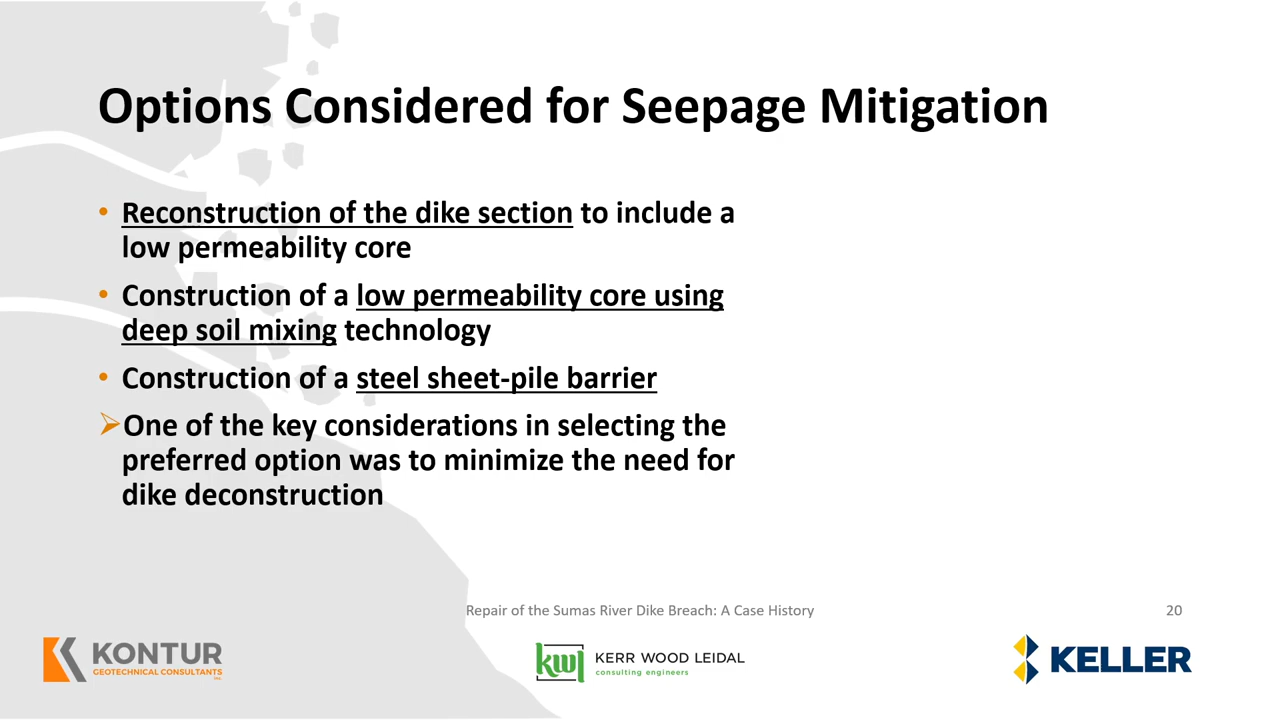 Options Considered for Seepage Mitigation
• Reconstruction of the dike section to include a
low permeability core
• Construction of a low permeability core using
deep soil mixing technology
• Construction of a steel sheet-pile barrier
➢One of the key considerations in selecting the
preferred option was to minimize the need for
dike deconstruction
Repair of the Sumas River Dike Breach: A Case History
20
KONTUR
GEOTECHNICAL CONSULTANTS
INC.
kwl
KERR WOOD LEIDAL
consulting engineers
KELLER